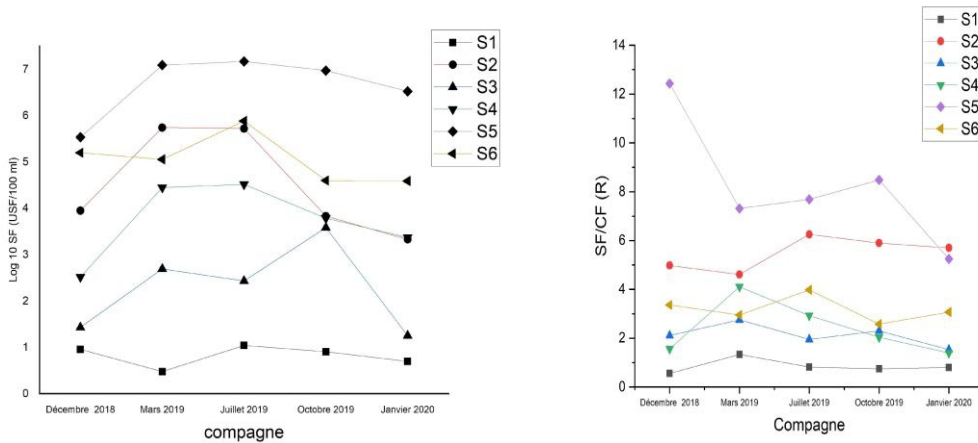 S1
S2
S3
S4
S5
S6
7
6
5
4
3
2
1
0
Log 10 SF (USF/100 ml)
Décembre 2018
Mars 2019
Juillet 2019
Octobre 2019
Janvier 2020
compagne
S1
S2
S3
S4
S5
S6
14
12
10
8
6
4
2
0
SF/CF (R)
Décembre 2018
Mars 2019
Juillet 2019
Octobre 2019
Janvier 2020
Compagne